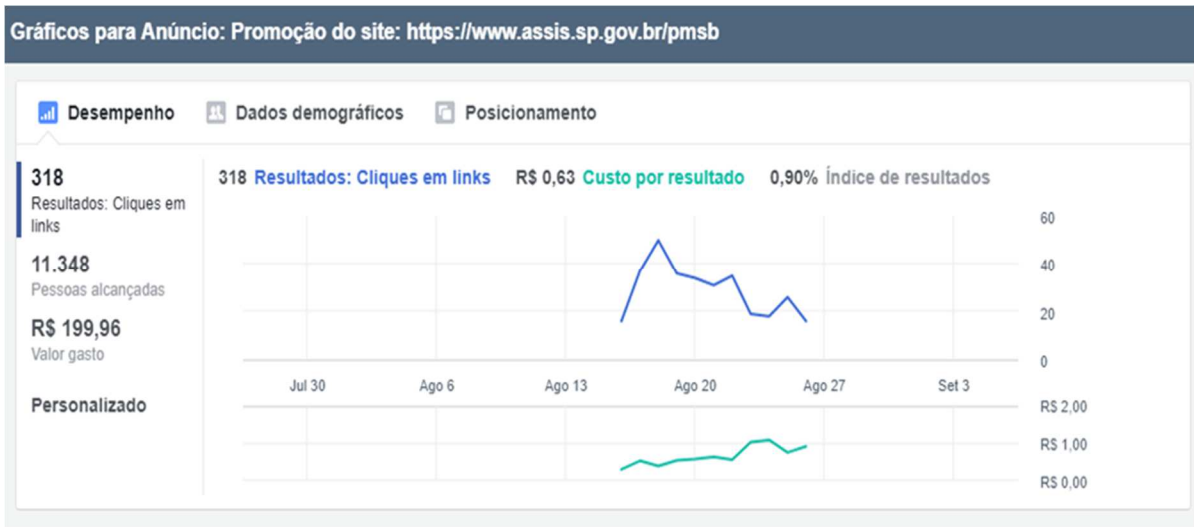 Gráficos para Anúncio: Promoção do site: https://www.assis.sp.gov.br/pmsb
Desempenho Dados demográficos Posicionamento
318
Resultados: Cliques em
links
11.348
Pessoas alcançadas
R$ 199,96
Valor gasto
Personalizado
318 Resultados: Cliques em links R$ 0,63 Custo por resultado 0,90% Índice de resultados
60
40
20
0
Jul 30 Ago 6 Ago 13 Ago 20 Ago 27 Set 3
R$ 2,00
R$ 1,00
R$ 0,00